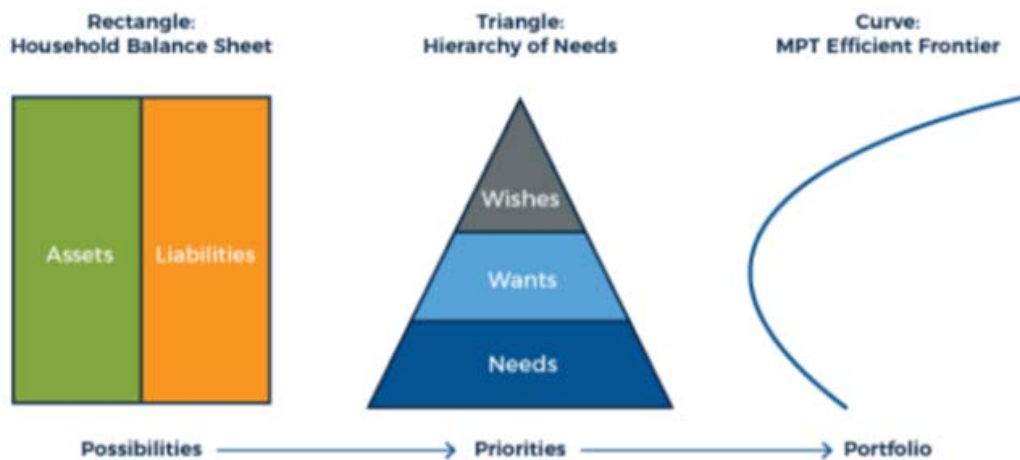 Rectangle:
Household Balance Sheet
Triangle:
Hierarchy of Needs
Curve:
MPT Efficient Frontier
Assets
Liabilities
Wishes
Wants
Needs
Possibilities
Priorities
Portfolio